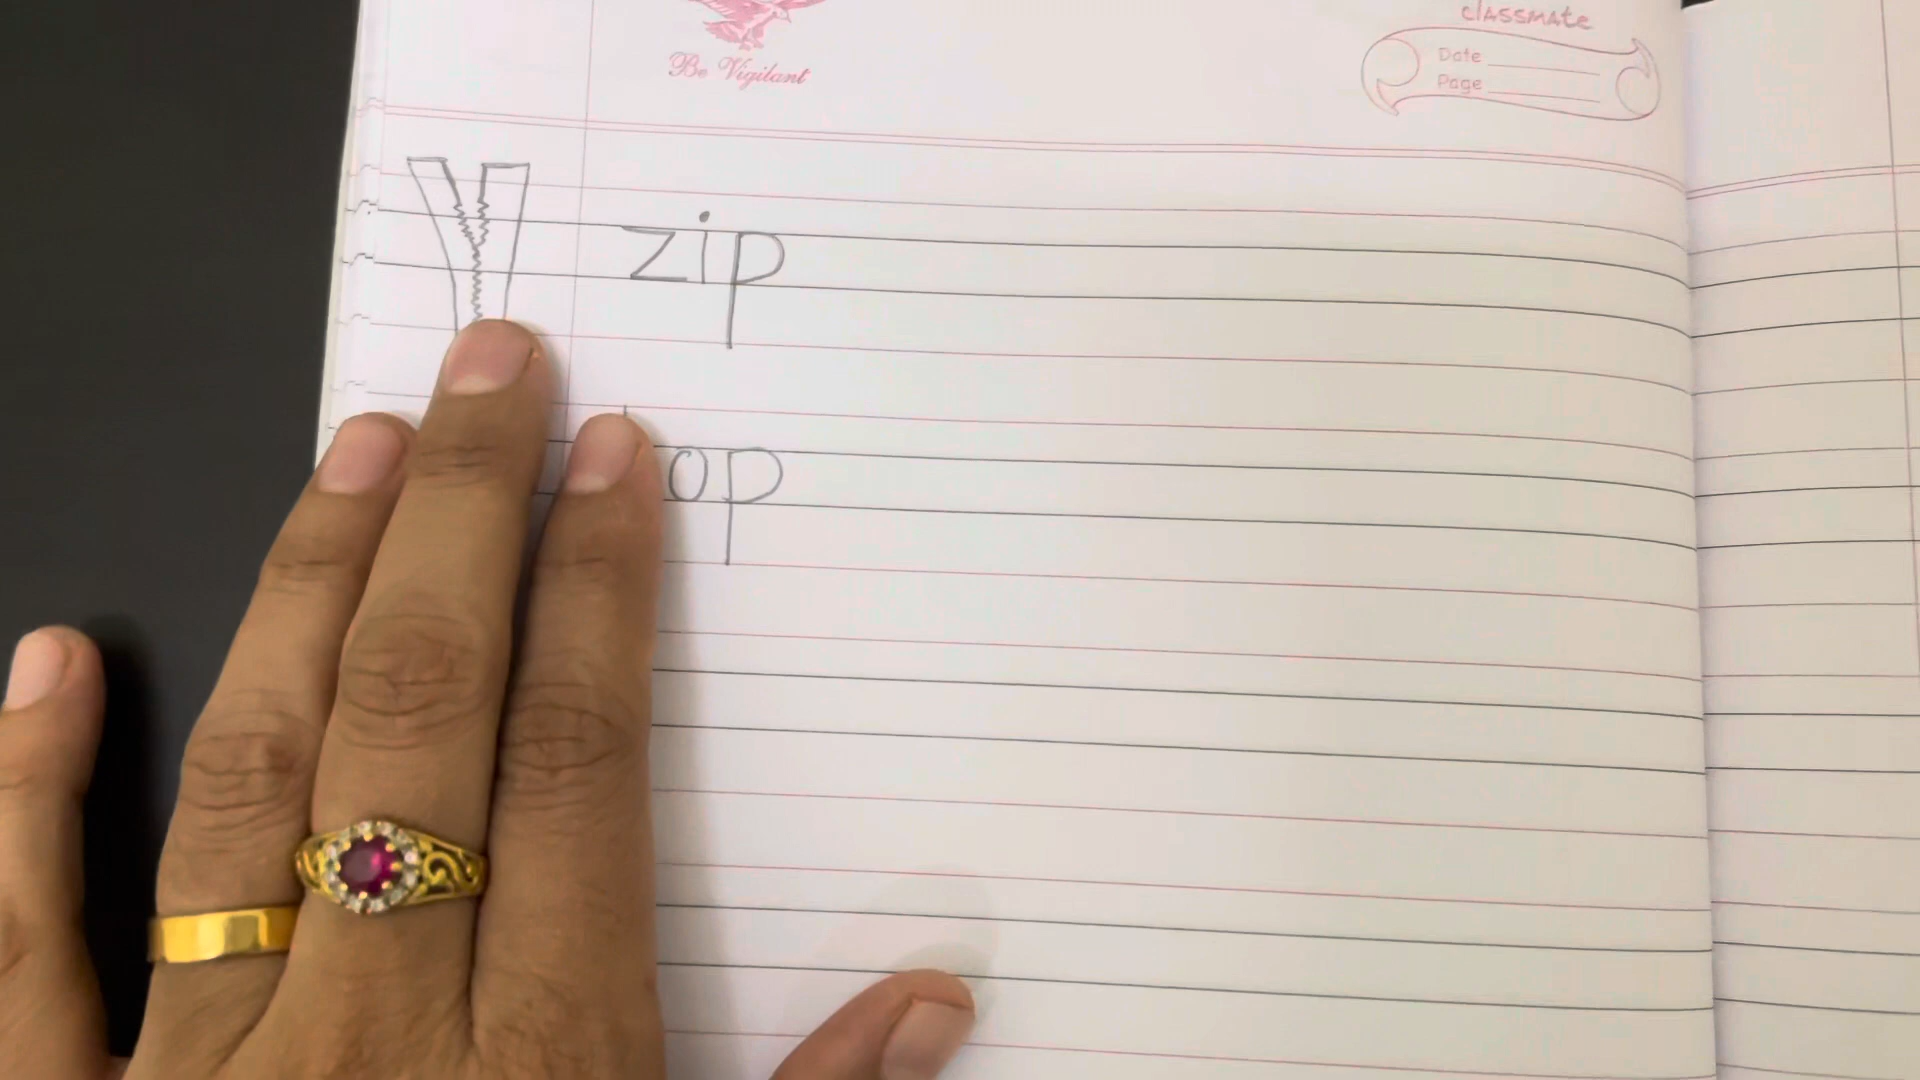 classmate
Be Vigilant
Date
Page
zip
op